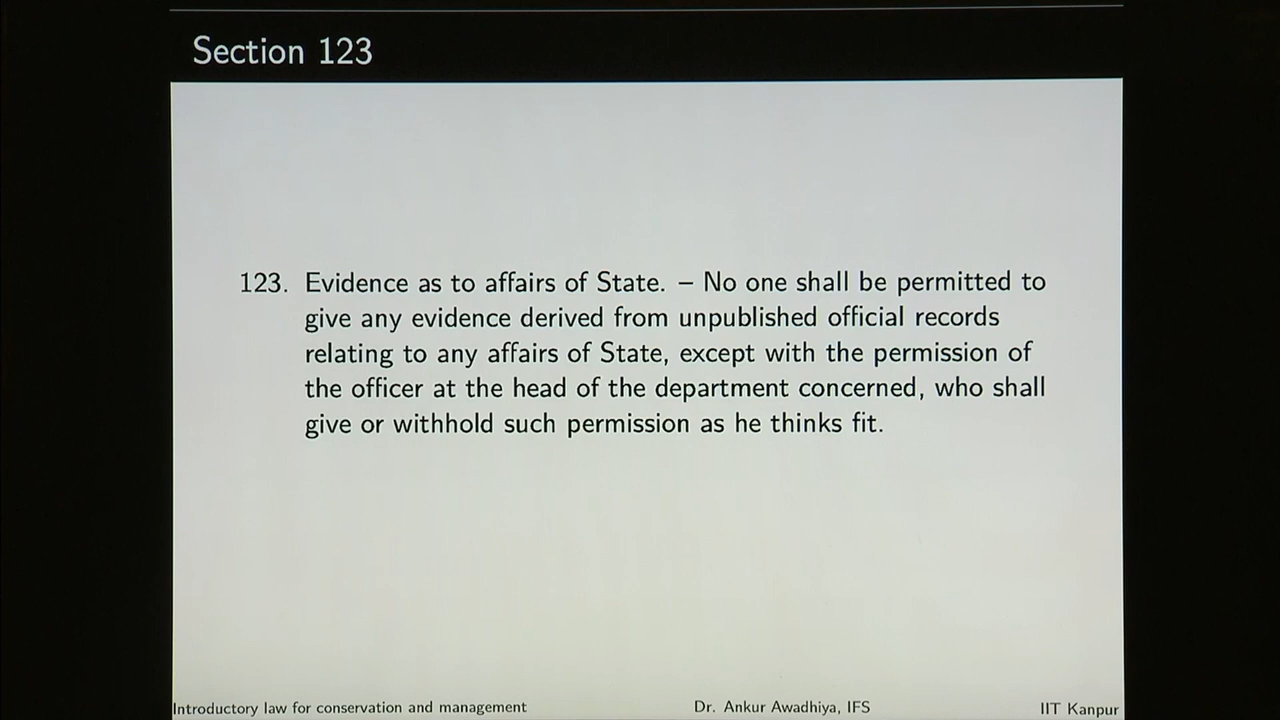 Section 123
123. Evidence as to affairs of State. – No one shall be permitted to
give any evidence derived from unpublished official records
relating to any affairs of State, except with the permission of
the officer at the head of the department concerned, who shall
give or withhold such permission as he thinks fit.
Introductory law for conservation and management Dr. Ankur Awadhiya, IFS IIT Kanpur